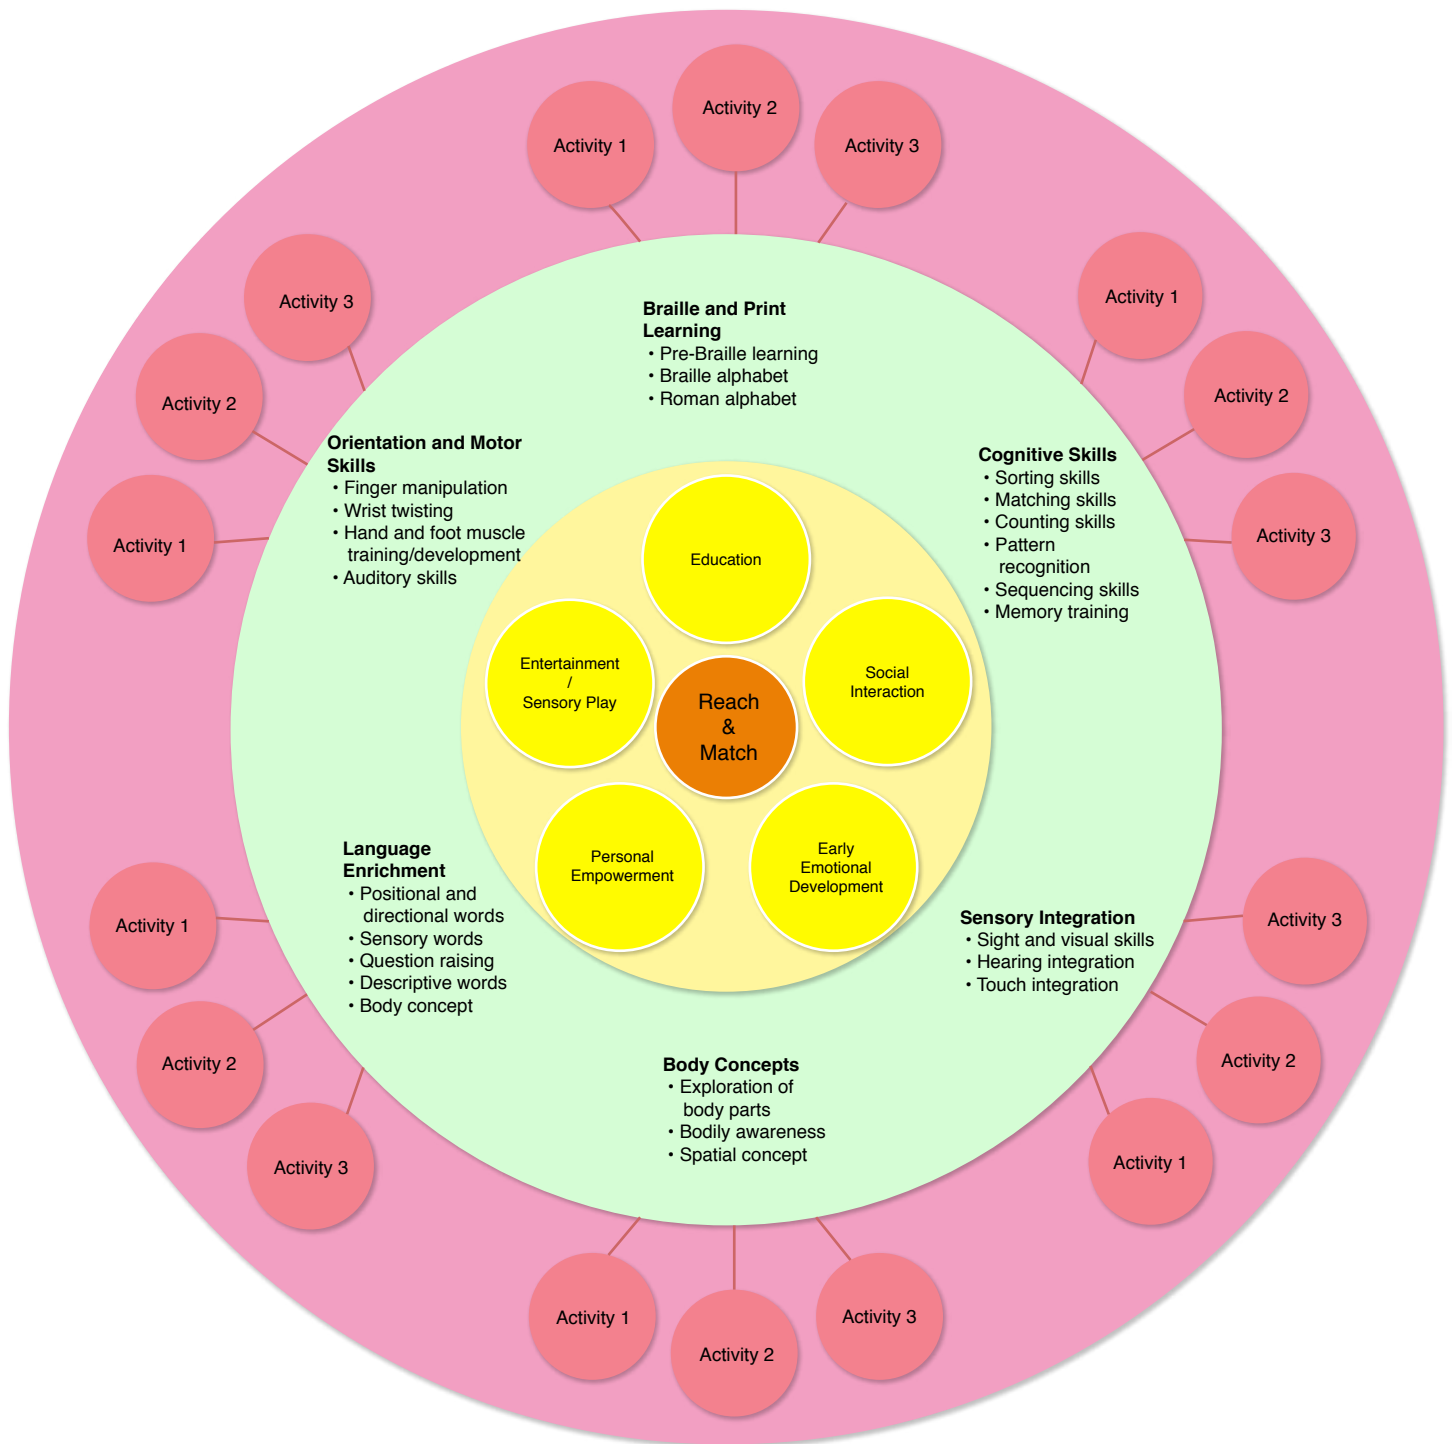 Activity 1
Activity 2
Activity 3
Activity 1
Activity 2
Activity 3
Activity 3
Activity 2
Activity 1
Braille and Print
Learning
• Pre-Braille learning
• Braille alphabet
• Roman alphabet
Orientation and Motor
Skills
• Finger manipulation
• Wrist twisting
• Hand and foot muscle
training/development
• Auditory skills
Cognitive Skills
• Sorting skills
• Matching skills
• Counting skills
• Pattern
recognition
• Sequencing skills
• Memory training
Education
Entertainment
/
Sensory Play
Social
Interaction
Reach
&
Match
Personal
Empowerment
Early
Emotional
Development
Language
Enrichment
• Positional and
directional words
• Sensory words
• Question raising
• Descriptive words
• Body concept
Sensory Integration
• Sight and visual skills
• Hearing integration
• Touch integration
Body Concepts
• Exploration of
body parts
• Bodily awareness
• Spatial concept
Activity 1
Activity 2
Activity 3
Activity 3
Activity 2
Activity 1
Activity 1
Activity 2
Activity 3